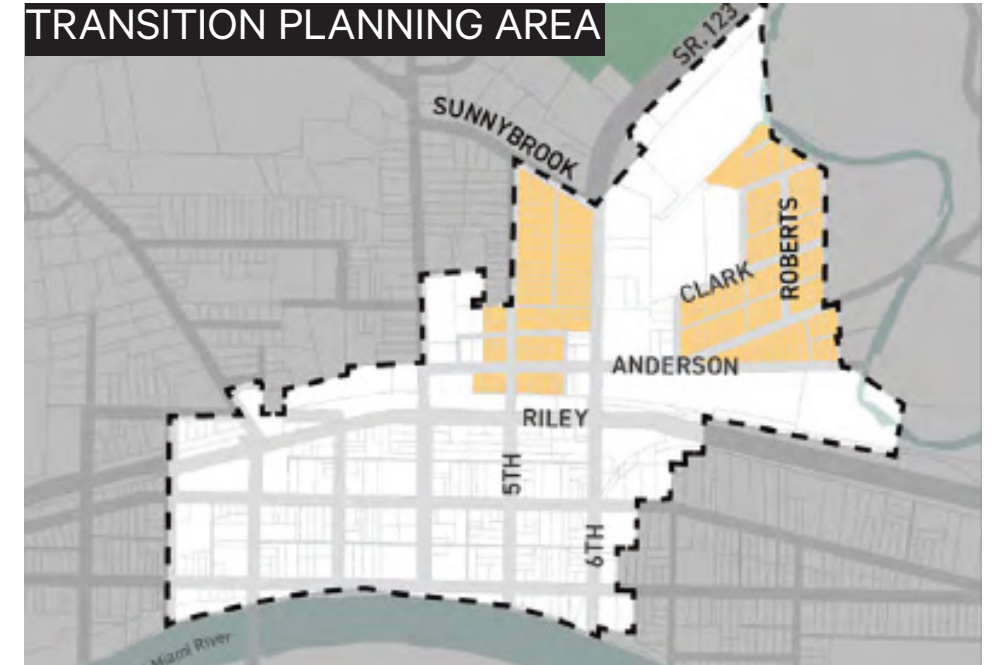 TRANSITION PLANNING AREA
SR. 123
SUNNYBROOK
ROBERTS
CLARK
ANDERSON
RILEY
5TH
6TH
Miami River